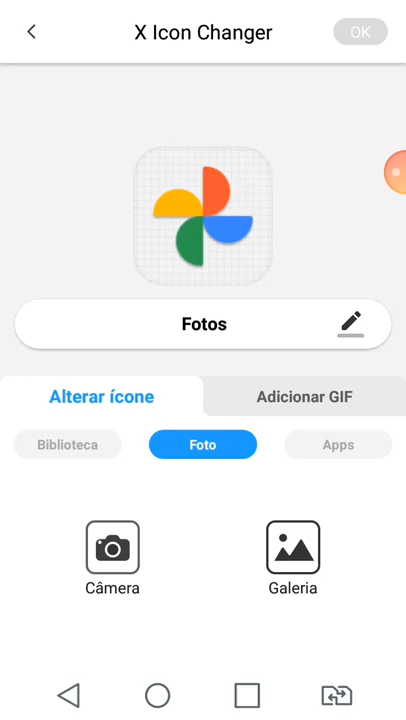 X Icon Changer
OK
Fotos
Alterar ícone
Adicionar GIF
Biblioteca
Foto
Apps
Câmera
Galeria